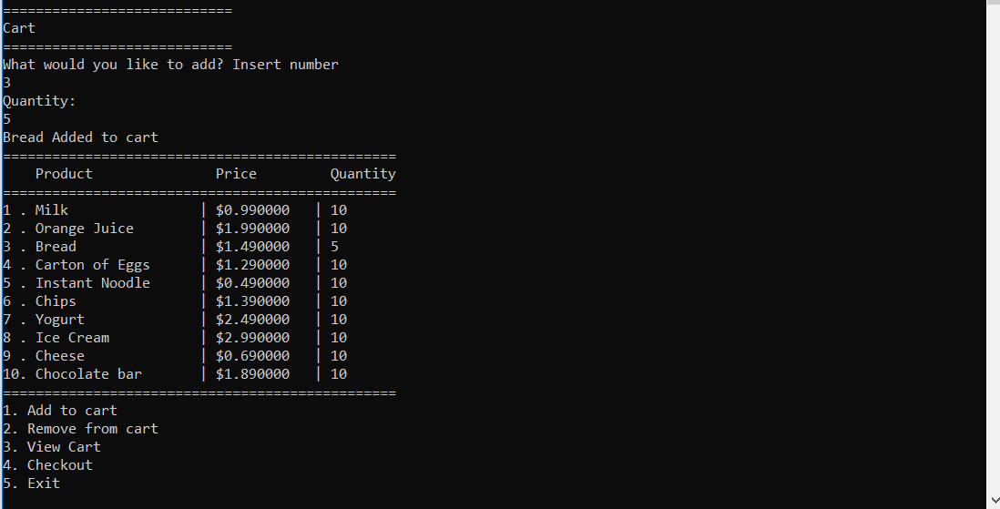 ============================
Cart
============================
What would you like to add? Insert number
3
Quantity:
5
Bread Added to cart
================================================
    Product               Price         Quantity
================================================
1 . Milk                | $0.990000   | 10
2 . Orange Juice        | $1.990000   | 10
3 . Bread               | $1.490000   | 5
4 . Carton of Eggs      | $1.290000   | 10
5 . Instant Noodle      | $0.490000   | 10
6 . Chips               | $1.390000   | 10
7 . Yogurt              | $2.490000   | 10
8 . Ice Cream           | $2.990000   | 10
9 . Cheese              | $0.690000   | 10
10. Chocolate bar       | $1.890000   | 10
================================================
1. Add to cart
2. Remove from cart
3. View Cart
4. Checkout
5. Exit